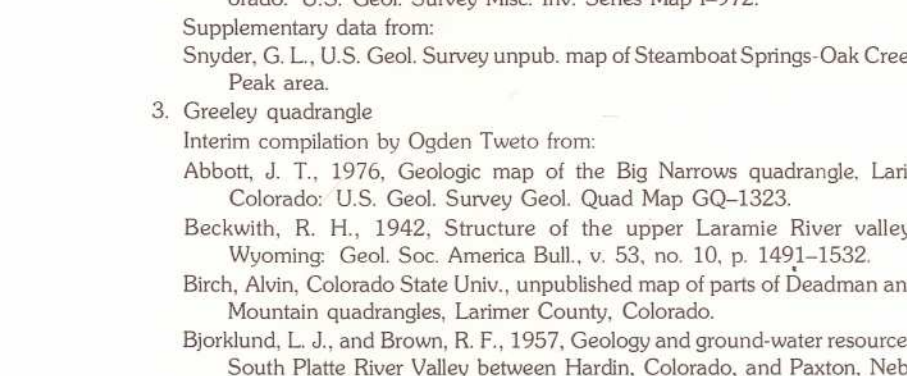 orado: U.S. Geol. Survey Misc. Inv. Series Map I–972.
Supplementary data from:
Snyder, G. L., U.S. Geol. Survey unpub. map of Steamboat Springs-Oak Cree
Peak area.
3. Greeley quadrangle
Interim compilation by Ogden Tweto from:
Abbott, J. T., 1976, Geologic map of the Big Narrows quadrangle, Lari
Colorado: U.S. Geol. Survey Geol. Quad Map GQ–1323.
Beckwith, R. H., 1942, Structure of the upper Laramie River valley
Wyoming: Geol. Soc. America Bull., v. 53, no. 10, p. 1491–1532.
Birch, Alvin, Colorado State Univ., unpublished map of parts of Deadman an
Mountain quadrangles, Larimer County, Colorado.
Bjorklund, L. J., and Brown, R. F., 1957, Geology and ground-water resource
South Platte River Valley between Hardin, Colorado, and Paxton, Neb